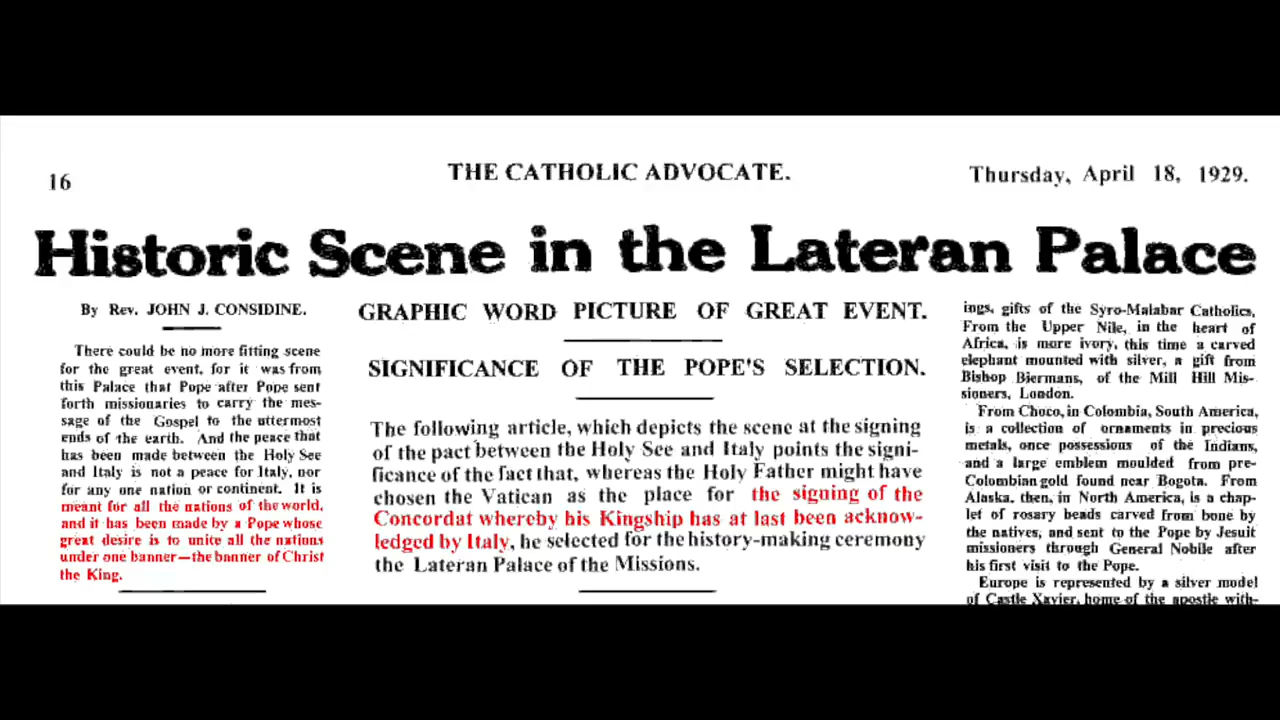 16
THE CATHOLIC ADVOCATE.
Thursday, April 18, 1929.
Historic Scene in the Lateran Palace
By Rev. JOHN J. CONSIDINE.
There could be no more fitting scene
for the great event, for it was from
this Palace that Pope after Pope sent
forth missionaries to carry the mes-
sage of the Gospel to the uttermost
ends of the earth. And the peace that
has been made between the Holy See
and Italy is not a peace for Italy, nor
for any one nation or continent. It is
meant for all the nations of the world,
and it has been made by a Pope whose
great desire is to unite all the nations
under one banner—the banner of Christ
the King.
GRAPHIC WORD PICTURE OF GREAT EVENT.
SIGNIFICANCE OF THE POPE'S SELECTION.
The following article, which depicts the scene at the signing
of the pact between the Holy See and Italy points the signi-
ficance of the fact that, whereas the Holy Father might have
chosen the Vatican as the place for the signing of the
Concordat whereby his Kingship has at last been acknow-
ledged by Italy, he selected for the history-making ceremony
the Lateran Palace of the Missions.
ings, gifts of the Syro-Malabar Catholics.
From the Upper Nile, in the heart of
Africa, is more ivory, this time a carved
elephant mounted with silver, a gift from
Bishop Biermans, of the Mill Hill Mis-
sioners, London.
From Choco, in Colombia, South America,
is a collection of ornaments in precious
metals, once possessions of the Indians,
and a large emblem moulded from pre-
Colombian gold found near Bogota. From
Alaska, then, in North America, is a chap-
let of rosary beads carved from bone by
the natives, and sent to the Pope by Jesuit
missioners through General Nobile after
his first visit to the Pope.
Europe is represented by a silver model
of Castle Xavier, home of the apostle with-